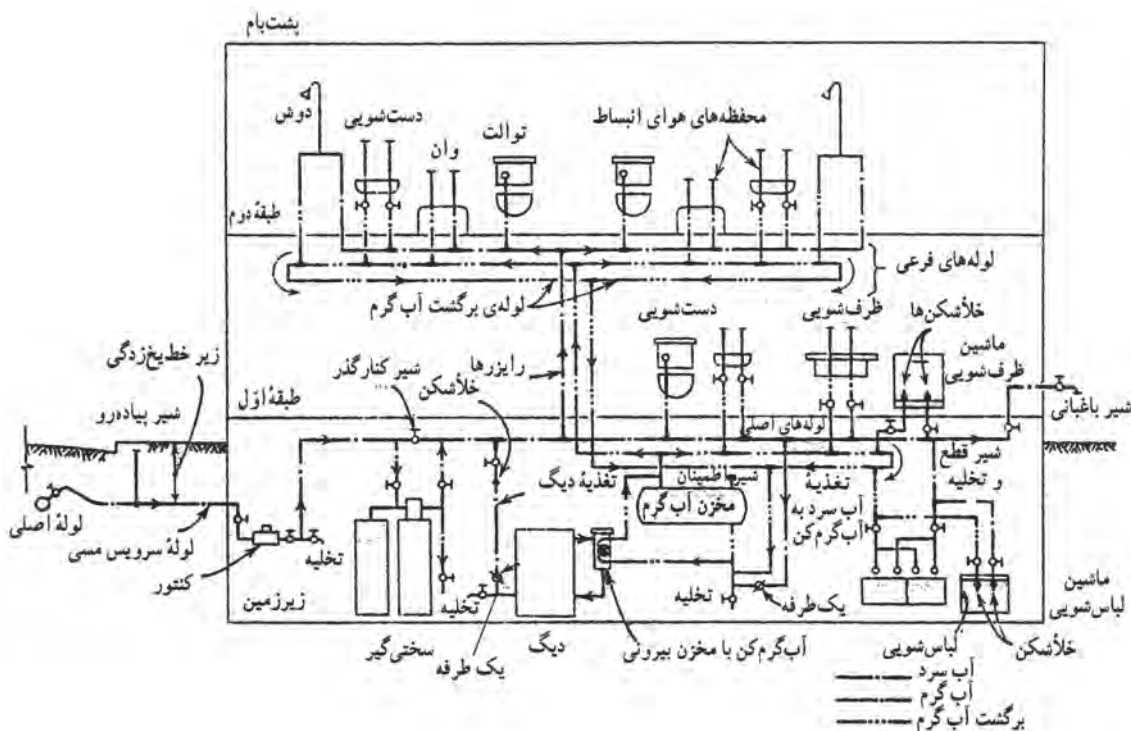 پشت‌بام
دوش
دست‌شویی
وان
توالت
محفظه‌های هوای انبساط
طبقهٔ دوم
لوله‌های فرعی
لوله‌ی برگشت آب گرم
دست‌شویی
ظرف‌شویی
خلأشکن‌ها
ماشین
ظرف‌شویی
زیر خط یخ‌زدگی
شیر پیاده‌رو
شیر کنارگذر
خلأشکن
رایزرها
شیر باغبانی
طبقهٔ اوّل
لوله‌های اصلی
شیر قطع
و تخلیه
تغذیهٔ دیگ
شیر اطمینان
تغذیهٔ
آب سرد به
آب‌گرم‌کن
مخزن آب گرم
لولهٔ اصلی
لولهٔ سرویس مسی
کنتور
تخلیه
زیرزمین
تخلیه
تخلیه
یک‌طرفه
ماشین
لباس‌شویی
سختی‌گیر
یک طرفه
دیگ
آب‌گرم‌کن با مخزن بیرونی
لباس‌شویی
خلأشکن
آب سرد
آب گرم
برگشت آب گرم